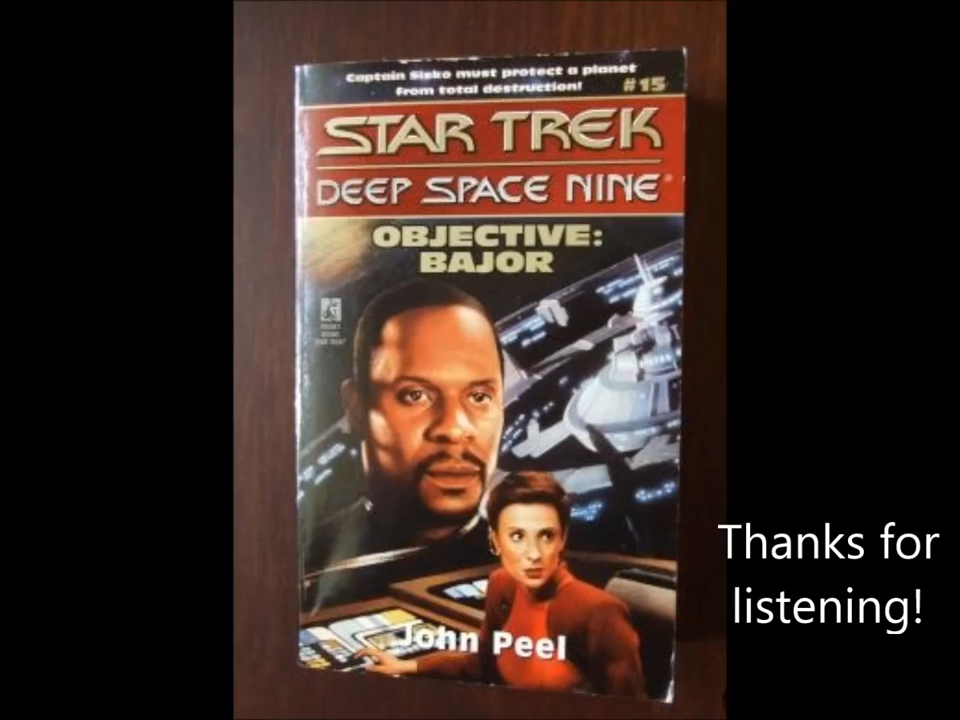 Captain Sisko must protect a planet
from total destruction!
#15
STAR TREK
DEEP SPACE NINE®
OBJECTIVE:
BAJOR
John Peel
Thanks for
listening!